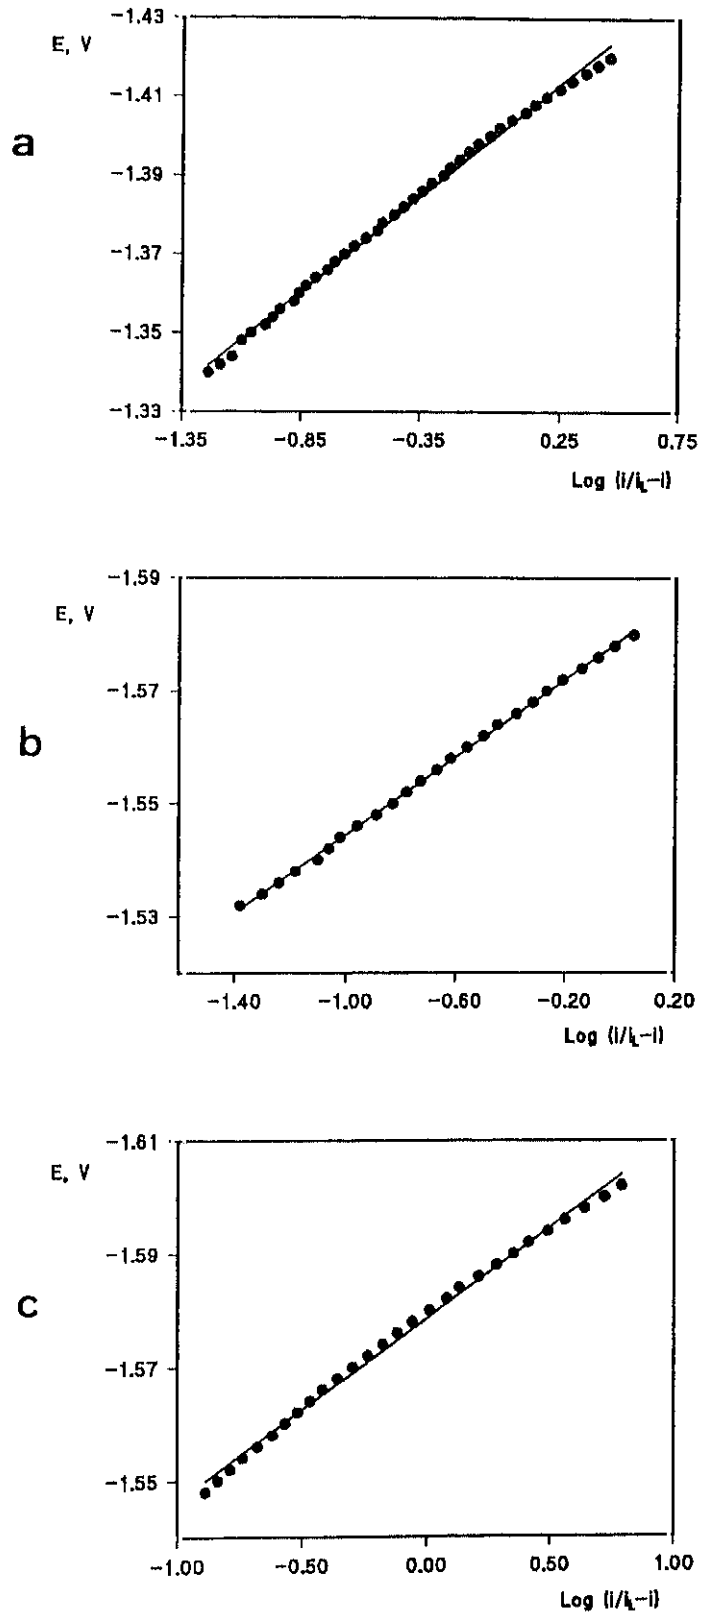 −1.43
E, V
−1.41
a
−1.39
−1.37
−1.35
−1.33
−1.35 −0.85 −0.35 0.25 0.75
Log (i/iL−i)
−1.59
E, V
−1.57
b
−1.55
−1.53
−1.40 −1.00 −0.60 −0.20 0.20
Log (i/iL−i)
−1.61
E, V
−1.59
c
−1.57
−1.55
−1.00 −0.50 0.00 0.50 1.00
Log (i/iL−i)